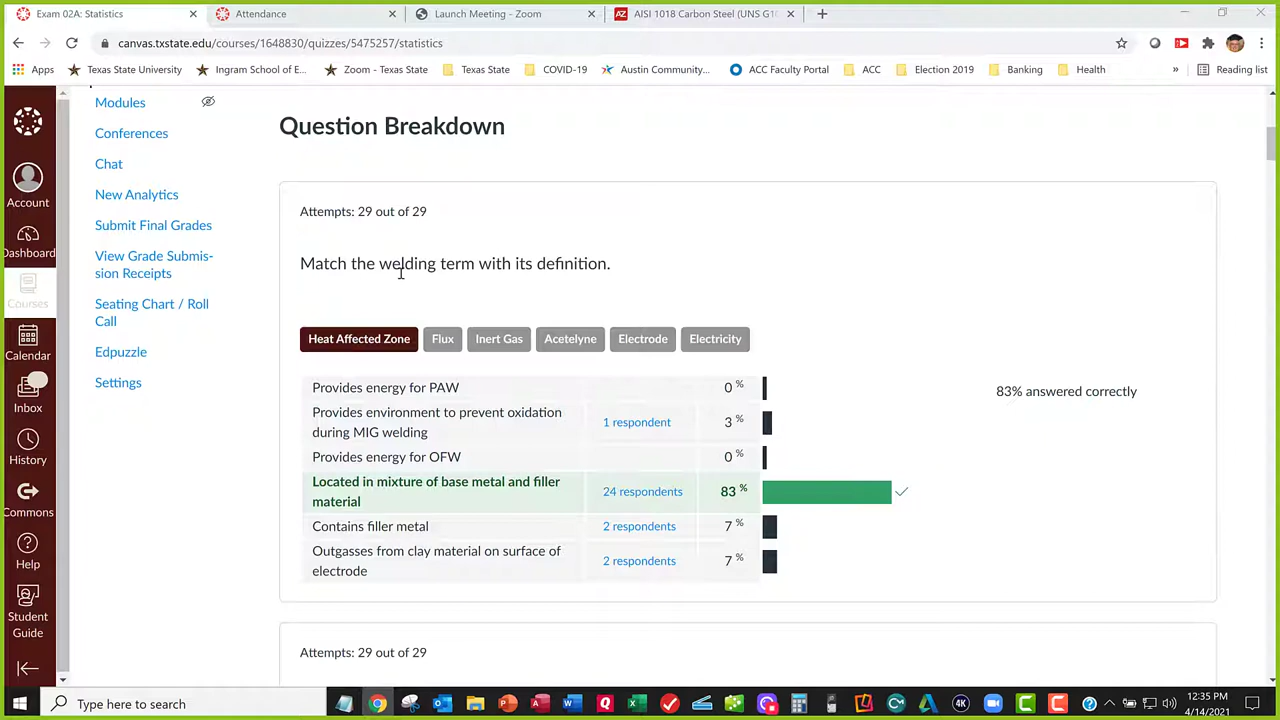 Exam 02A: Statistics
Attendance
Launch Meeting - Zoom
AISI 1018 Carbon Steel (UNS G10
canvas.txstate.edu/courses/1648830/quizzes/5475257/statistics
Apps
Texas State University
Ingram School of E...
Zoom - Texas State
Texas State
COVID-19
Austin Community...
ACC Faculty Portal
ACC
Election 2019
Banking
Health
»
Reading list
Account
Dashboard
Courses
Calendar
Inbox
History
Commons
Help
Student
Guide
Modules
Conferences
Chat
New Analytics
Submit Final Grades
View Grade Submis-
sion Receipts
Seating Chart / Roll
Call
Edpuzzle
Settings
Question Breakdown
Attempts: 29 out of 29
Match the welding term with its definition.
Heat Affected Zone
Flux
Inert Gas
Acetelyne
Electrode
Electricity
Provides energy for PAW 0 %
Provides environment to prevent oxidation
during MIG welding 1 respondent 3 %
Provides energy for OFW 0 %
Located in mixture of base metal and filler
material 24 respondents 83 %
Contains filler metal 2 respondents 7 %
Outgasses from clay material on surface of
electrode 2 respondents 7 %
83% answered correctly
Attempts: 29 out of 29
Type here to search
4K
12:35 PM
4/14/2021